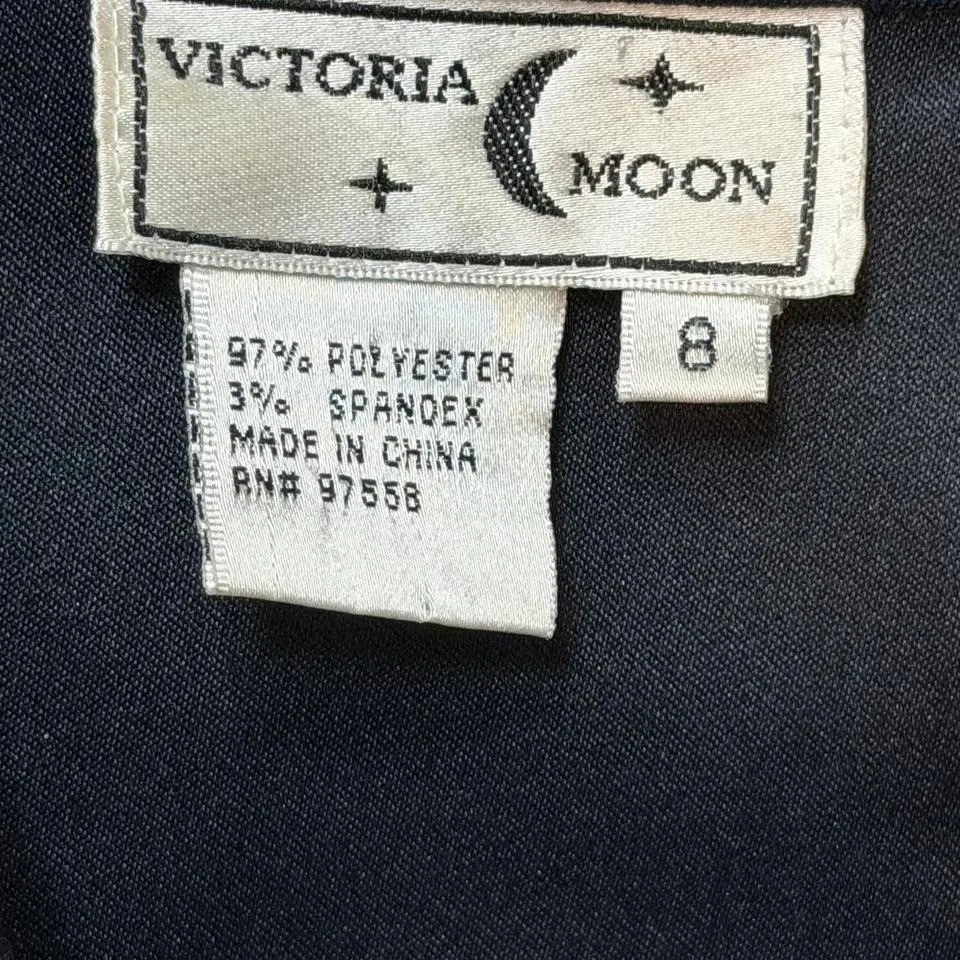 VICTORIA
MOON
8
97% POLYESTER
3% SPANDEX
MADE IN CHINA
RN# 97558